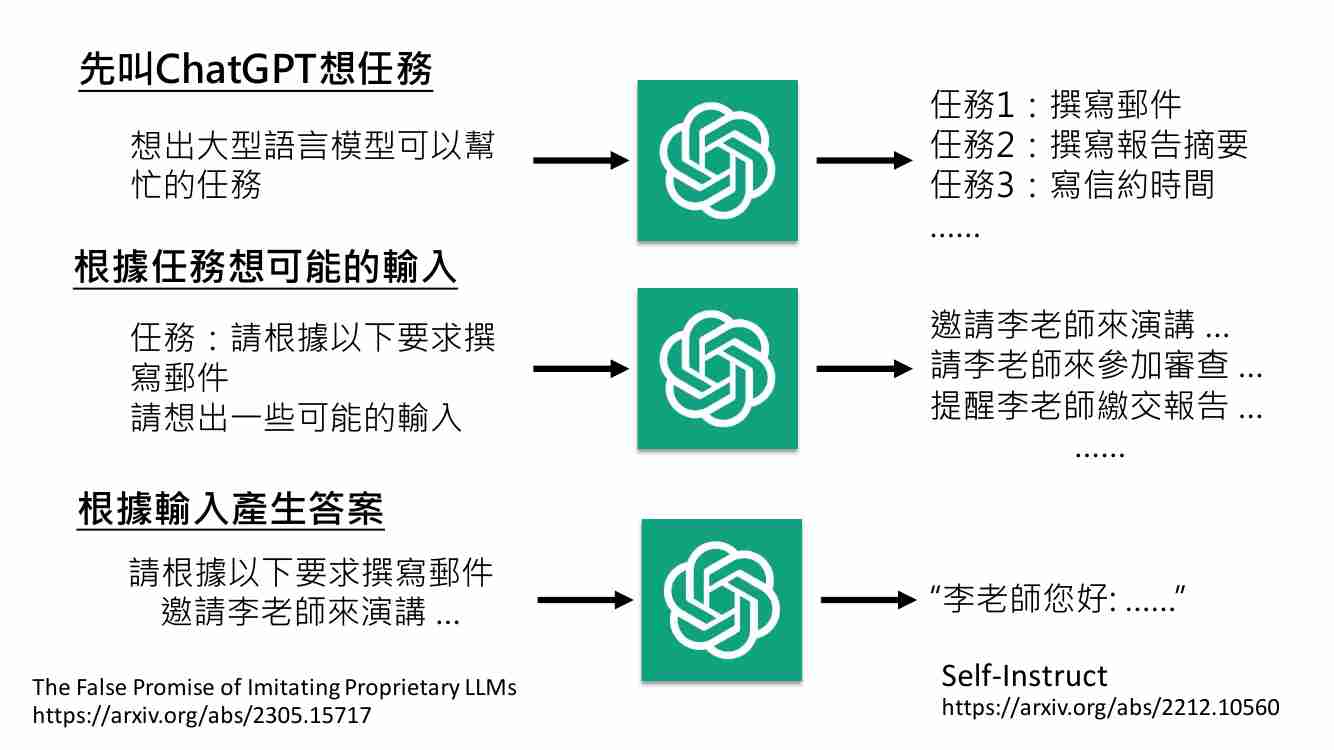 先叫ChatGPT想任務
想出大型語言模型可以幫
忙的任務
任務1：撰寫郵件
任務2：撰寫報告摘要
任務3：寫信約時間
......
根據任務想可能的輸入
任務：請根據以下要求撰
寫郵件
請想出一些可能的輸入
邀請李老師來演講 ...
請李老師來參加審查 ...
提醒李老師繳交報告 ...
......
根據輸入產生答案
請根據以下要求撰寫郵件
邀請李老師來演講 ...
“李老師您好: ......”
The False Promise of Imitating Proprietary LLMs
https://arxiv.org/abs/2305.15717
Self-Instruct
https://arxiv.org/abs/2212.10560